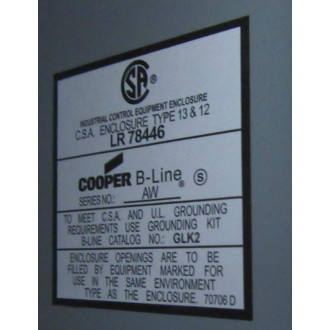 SA
®
INDUSTRIAL CONTROL EQUIPMENT ENCLOSURE
C.S.A. ENCLOSURE TYPE 13 & 12
LR 78446
COOPER B-Line® S
SERIES NO.: AW
TO MEET C.S.A. AND U.L. GROUNDING
REQUIREMENTS USE GROUNDING KIT
B-LINE CATALOG NO.: GLK2
ENCLOSURE OPENINGS ARE TO BE
FILLED BY EQUIPMENT MARKED FOR
USE IN THE SAME ENVIRONMENT
TYPE AS THE ENCLOSURE. 70706 D